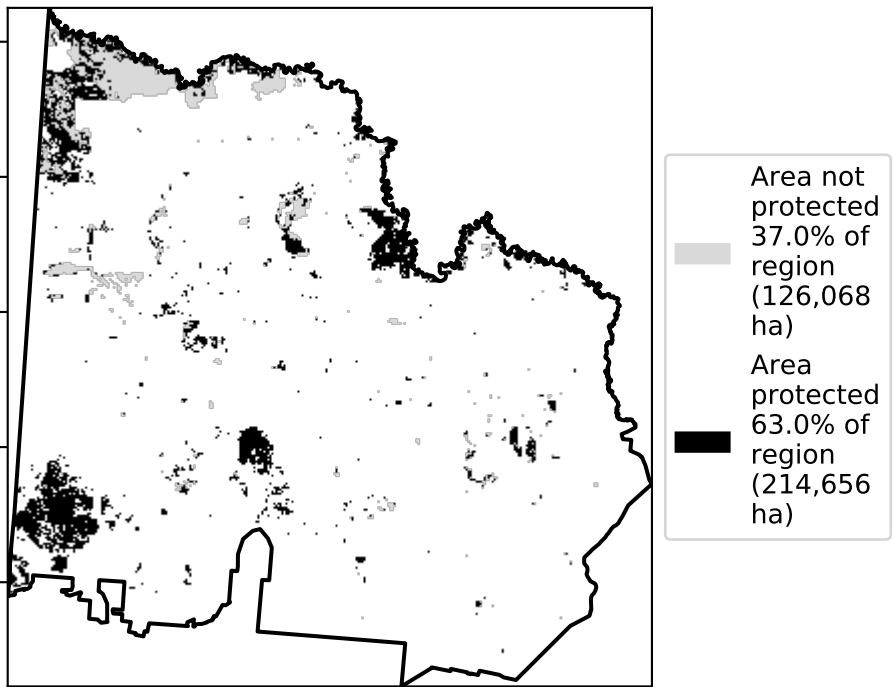 Area not
protected
37.0% of
region
(126,068
ha)
Area
protected
63.0% of
region
(214,656
ha)